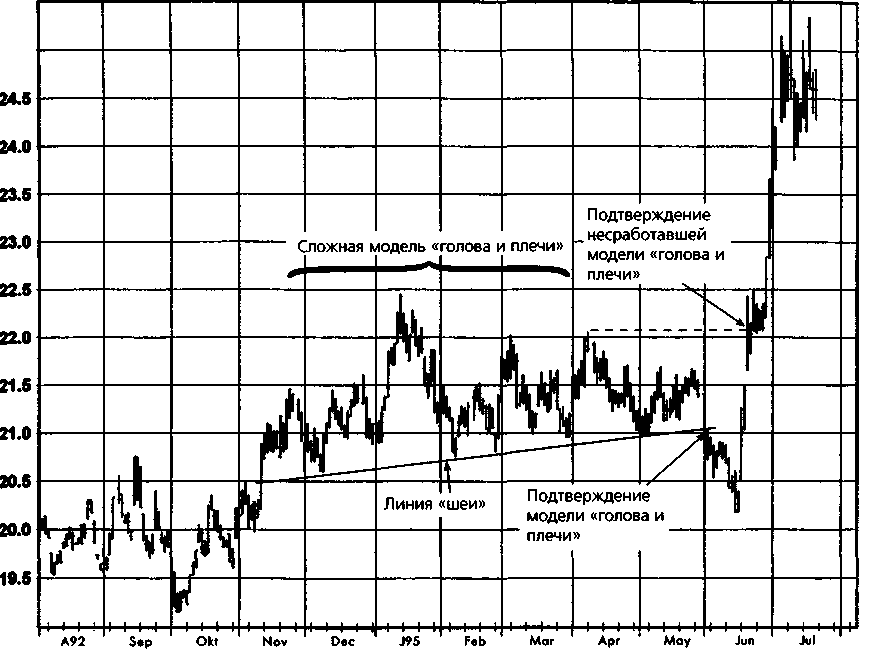 24.5
24.0
23.5
23.0
22.5
22.0
21.5
21.0
20.5
20.0
19.5
Сложная модель «голова и плечи»
Подтверждение
несработавшей
модели «голова и
плечи»
Линия «шеи»
Подтверждение
модели «голова и
плечи»
A92 Sep Okt Nov Dec J95 Feb Mar Apr May Jun Jul